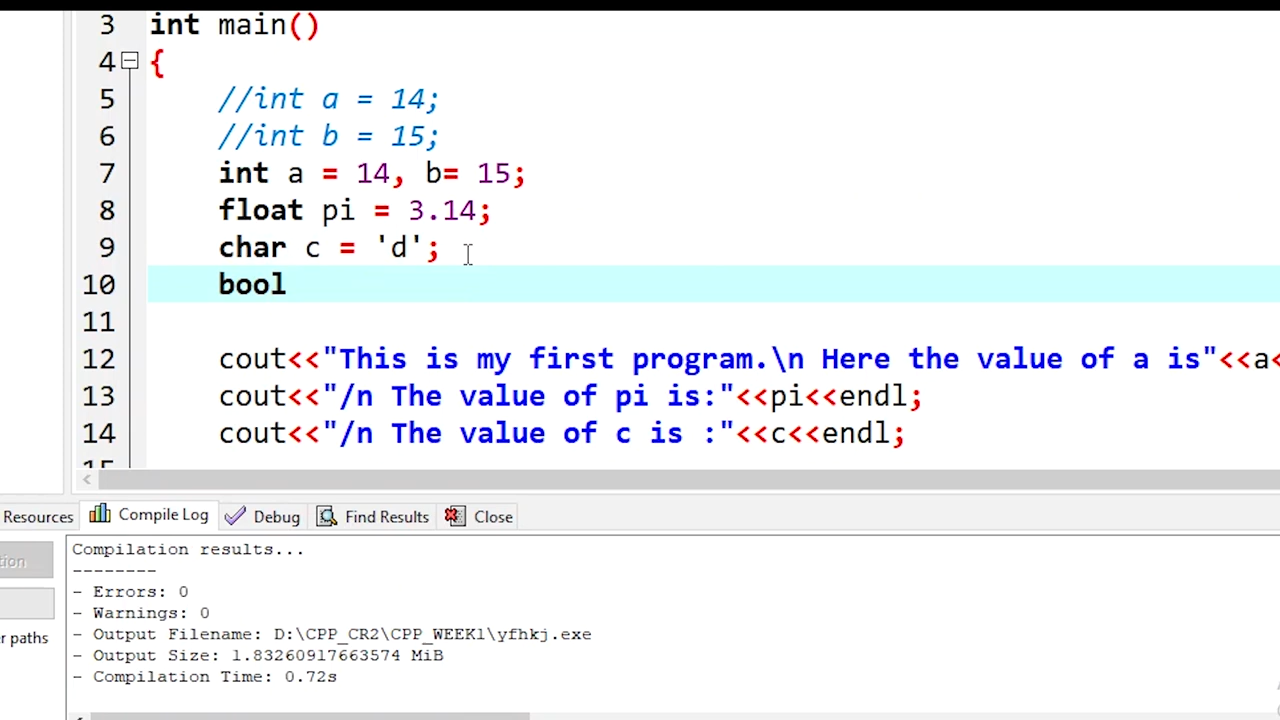 3 int main()
4 {
5 //int a = 14;
6 //int b = 15;
7 int a = 14, b= 15;
8 float pi = 3.14;
9 char c = 'd';
10 bool
11
12 cout<<"This is my first program.\n Here the value of a is"<<a<
13 cout<<"/n The value of pi is:"<<pi<<endl;
14 cout<<"/n The value of c is :"<<c<<endl;
15
Resources Compile Log Debug Find Results Close
tion
er paths
Compilation results...
--------
- Errors: 0
- Warnings: 0
- Output Filename: D:\CPP_CR2\CPP_WEEK1\yfhkj.exe
- Output Size: 1.83260917663574 MiB
- Compilation Time: 0.72s